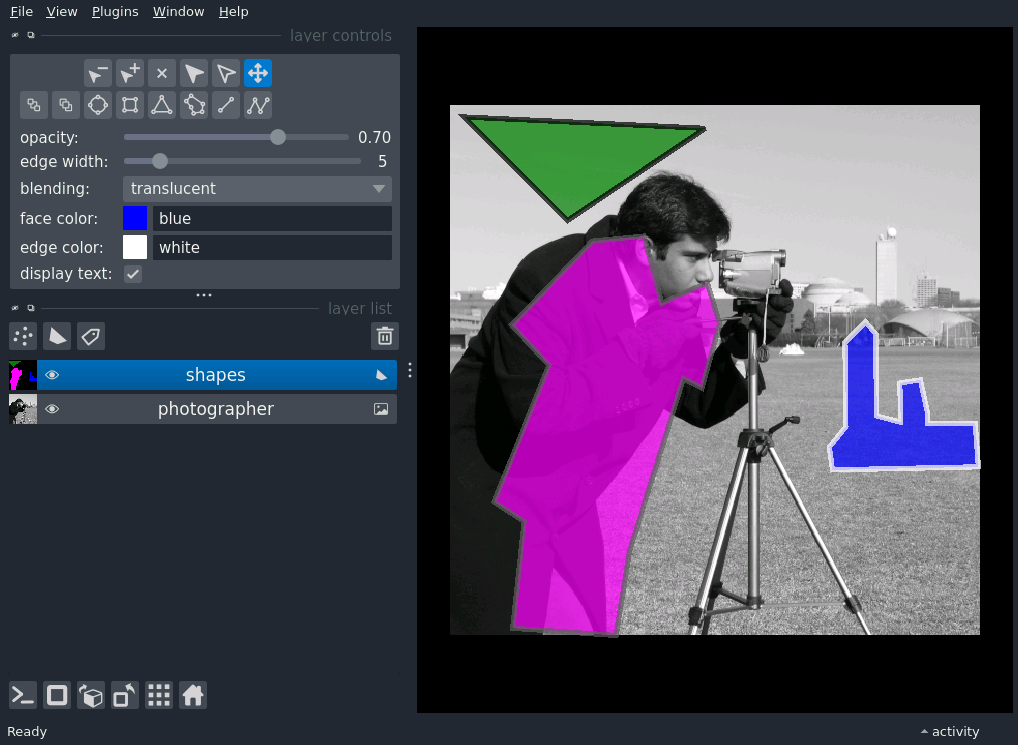 File View Plugins Window Help
layer controls
opacity: 0.70
edge width: 5
blending: translucent
face color: blue
edge color: white
display text:
layer list
shapes
photographer
Ready
activity